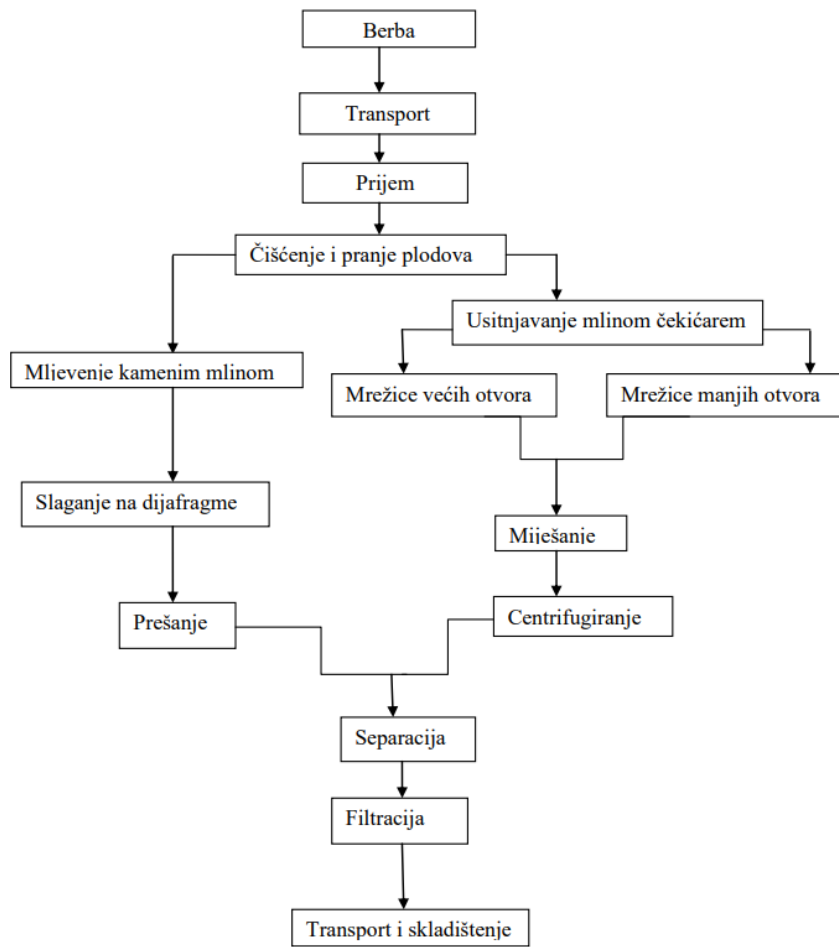 Berba
Transport
Prijem
Čišćenje i pranje plodova
Usitnjavanje mlinom čekićarem
Mljevenje kamenim mlinom
Mrežice većih otvora
Mrežice manjih otvora
Slaganje na dijafragme
Miješanje
Prešanje
Centrifugiranje
Separacija
Filtracija
Transport i skladištenje